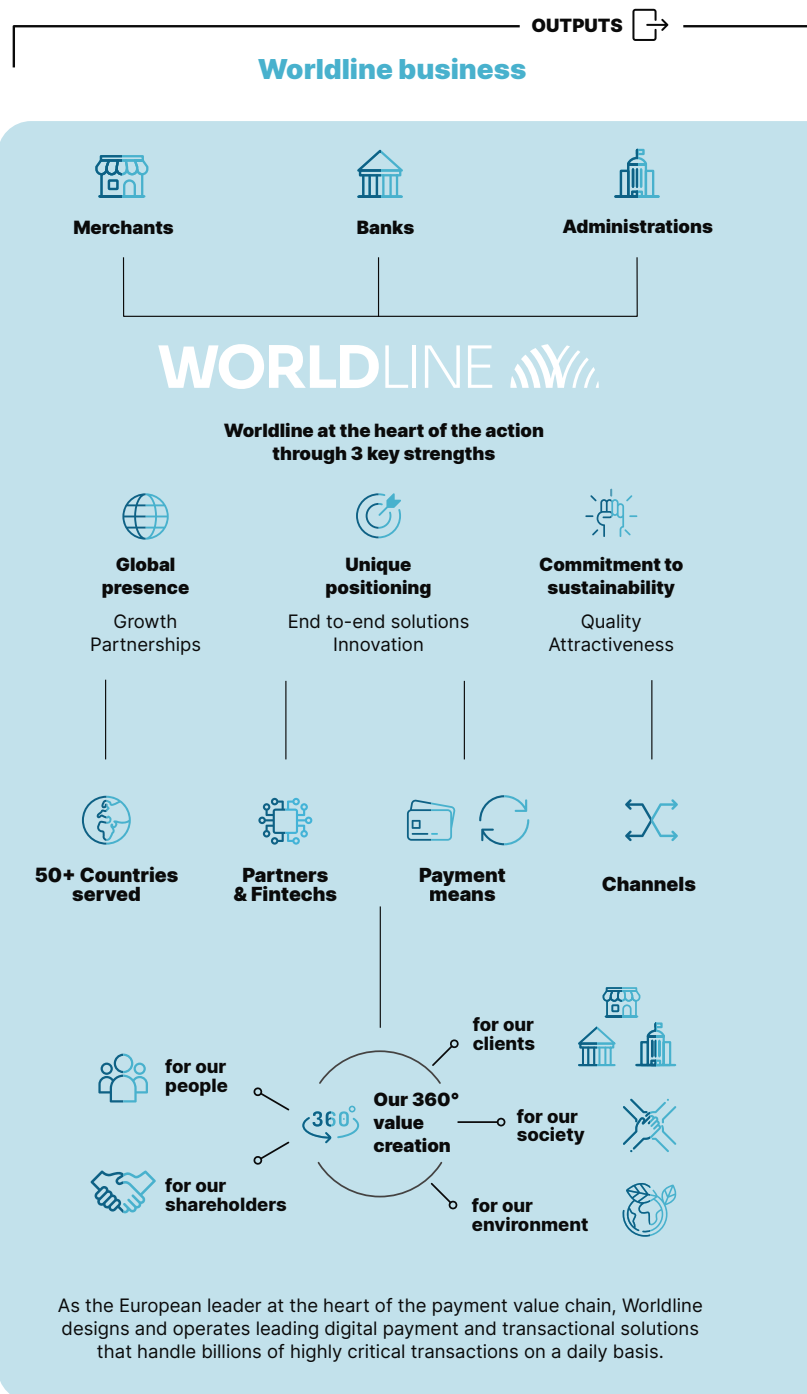 OUTPUTS
Worldline business
Merchants
Banks
Administrations
WORLDLINE
Worldline at the heart of the action
through 3 key strengths
Global
presence
Growth
Partnerships
Unique
positioning
End to-end solutions
Innovation
Commitment to
sustainability
Quality
Attractiveness
50+ Countries
served
Partners
& Fintechs
Payment
means
Channels
for our
clients
for our
people
360°
Our 360°
value
creation
for our
society
for our
shareholders
for our
environment
As the European leader at the heart of the payment value chain, Worldline
designs and operates leading digital payment and transactional solutions
that handle billions of highly critical transactions on a daily basis.